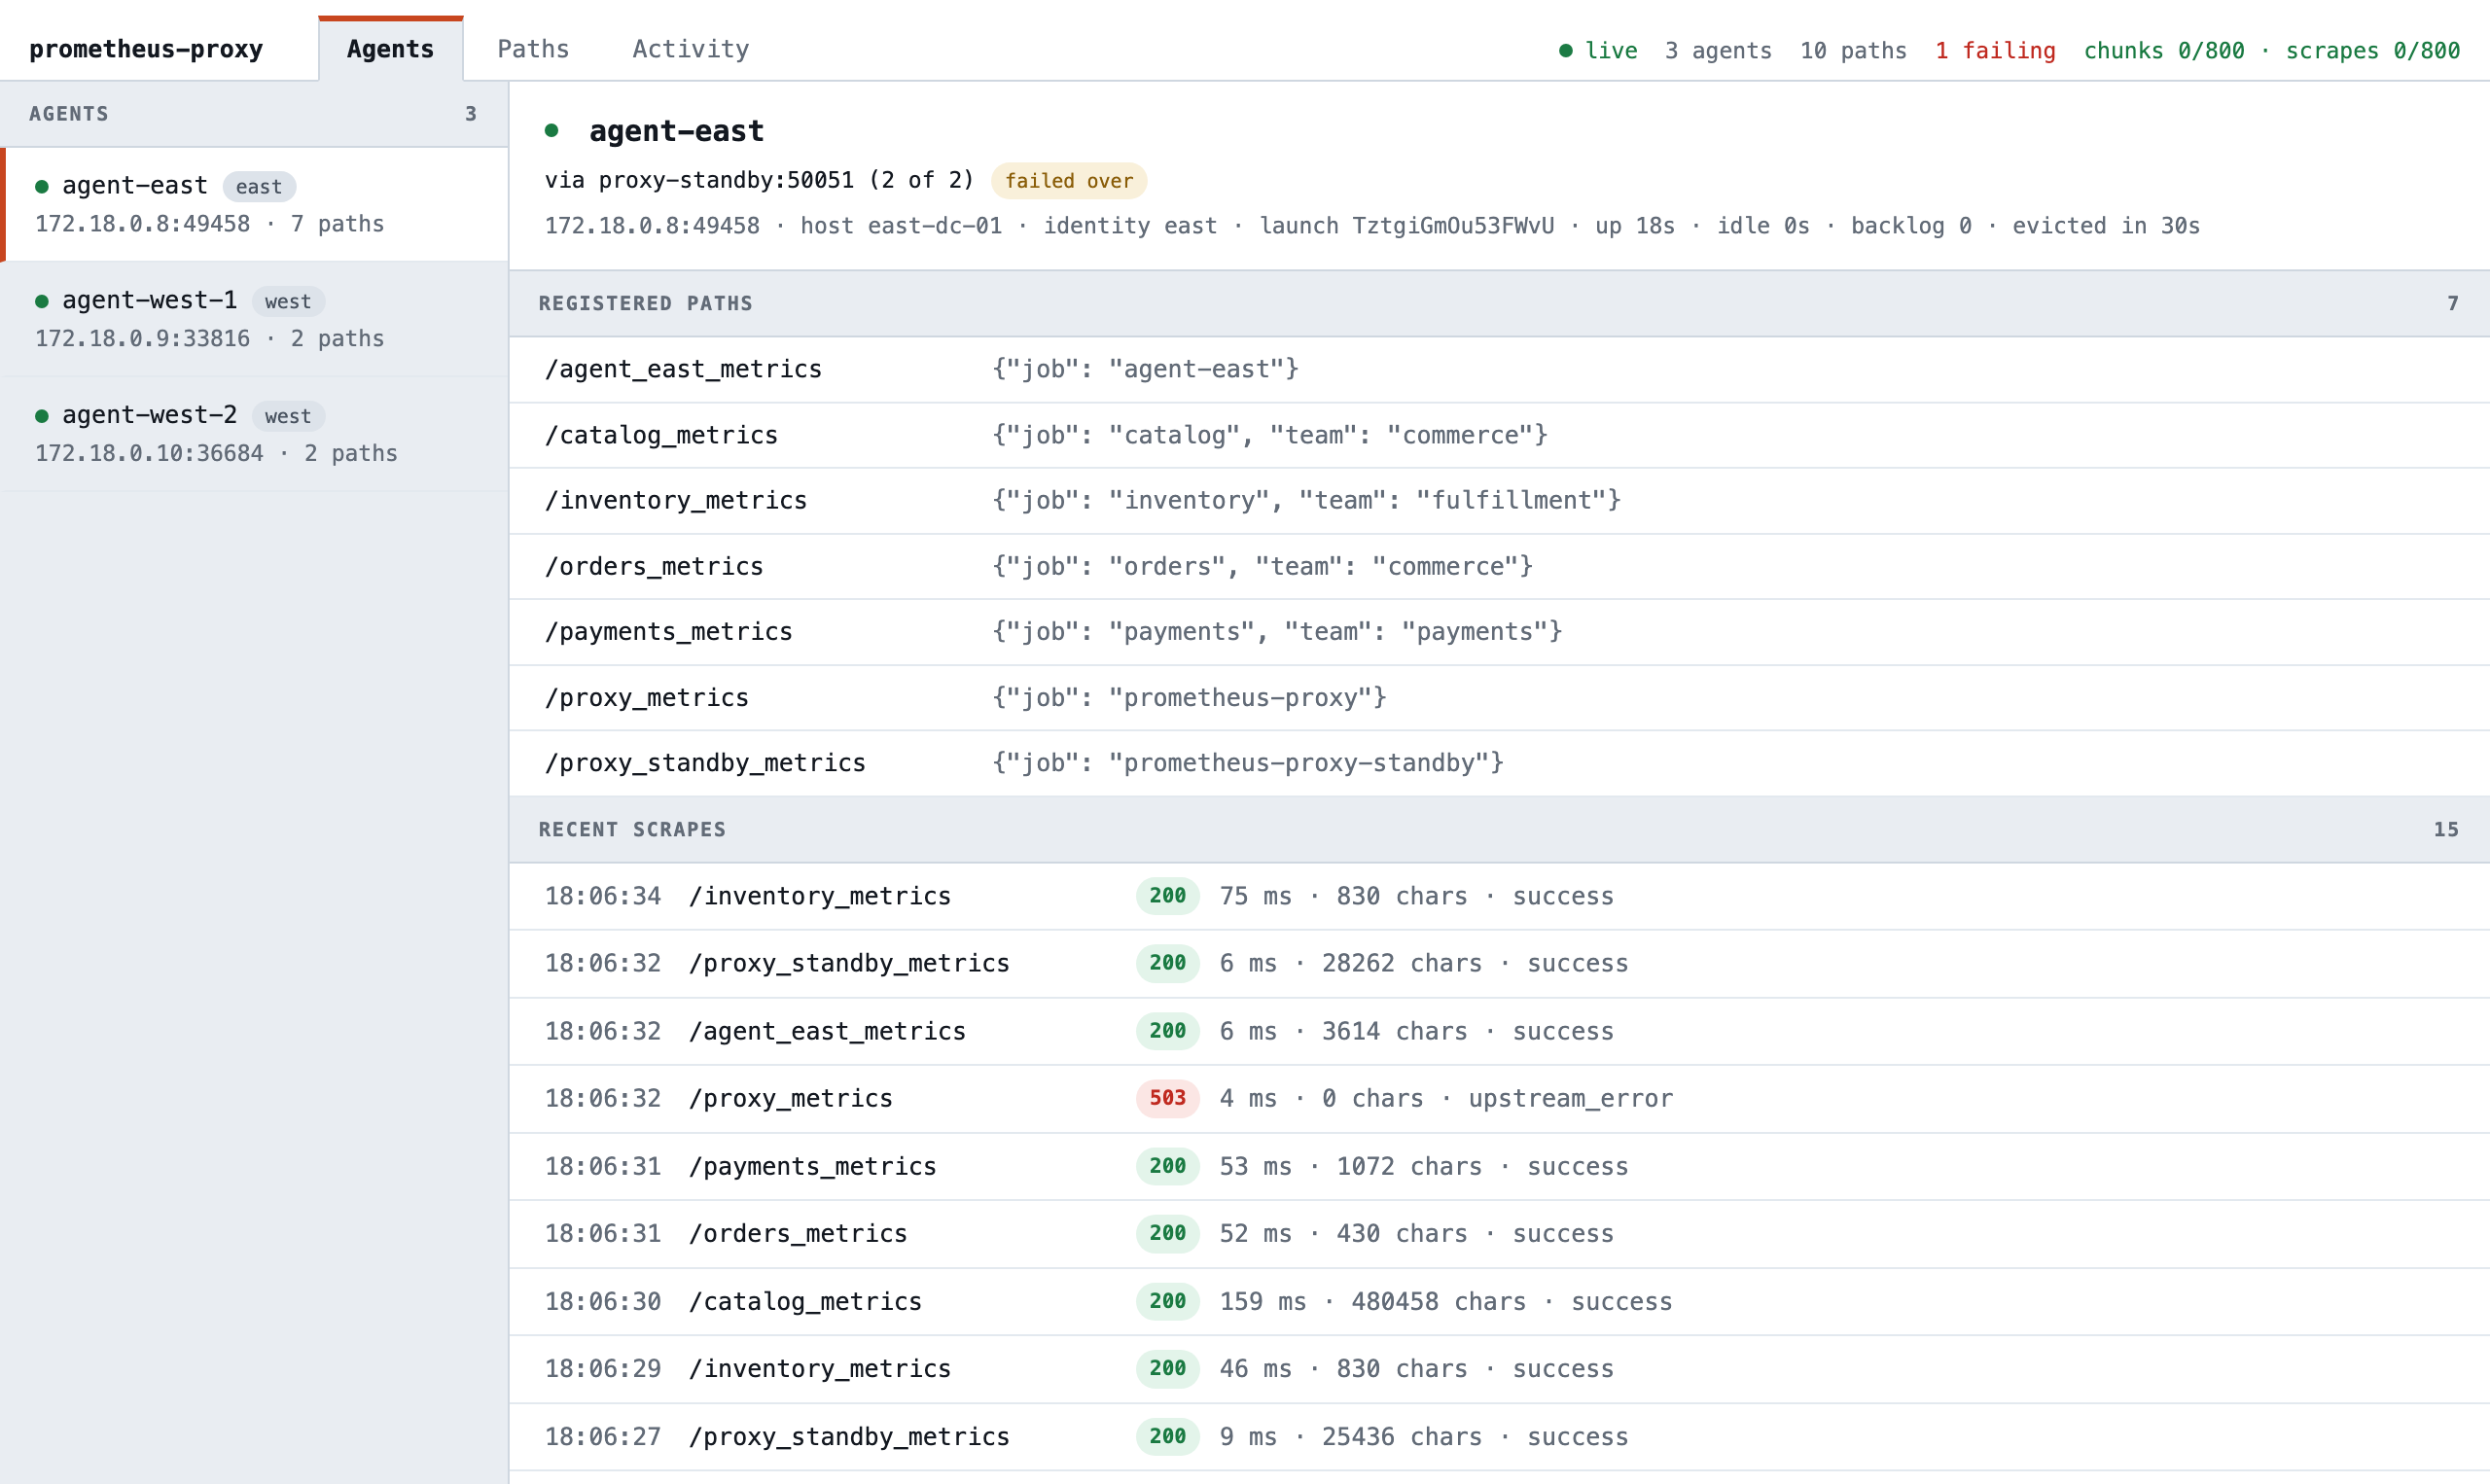 prometheus-proxy Agents Paths Activity live 3 agents 10 paths 1 failing chunks 0/800 · scrapes 0/800
AGENTS 3
agent-east east
172.18.0.8:49458 · 7 paths
agent-west-1 west
172.18.0.9:33816 · 2 paths
agent-west-2 west
172.18.0.10:36684 · 2 paths
agent-east
via proxy-standby:50051 (2 of 2) failed over
172.18.0.8:49458 · host east-dc-01 · identity east · launch TztgiGmOu53FWvU · up 18s · idle 0s · backlog 0 · evicted in 30s
REGISTERED PATHS 7
/agent_east_metrics {"job": "agent-east"}
/catalog_metrics {"job": "catalog", "team": "commerce"}
/inventory_metrics {"job": "inventory", "team": "fulfillment"}
/orders_metrics {"job": "orders", "team": "commerce"}
/payments_metrics {"job": "payments", "team": "payments"}
/proxy_metrics {"job": "prometheus-proxy"}
/proxy_standby_metrics {"job": "prometheus-proxy-standby"}
RECENT SCRAPES 15
18:06:34 /inventory_metrics 200 75 ms · 830 chars · success
18:06:32 /proxy_standby_metrics 200 6 ms · 28262 chars · success
18:06:32 /agent_east_metrics 200 6 ms · 3614 chars · success
18:06:32 /proxy_metrics 503 4 ms · 0 chars · upstream_error
18:06:31 /payments_metrics 200 53 ms · 1072 chars · success
18:06:31 /orders_metrics 200 52 ms · 430 chars · success
18:06:30 /catalog_metrics 200 159 ms · 480458 chars · success
18:06:29 /inventory_metrics 200 46 ms · 830 chars · success
18:06:27 /proxy_standby_metrics 200 9 ms · 25436 chars · success